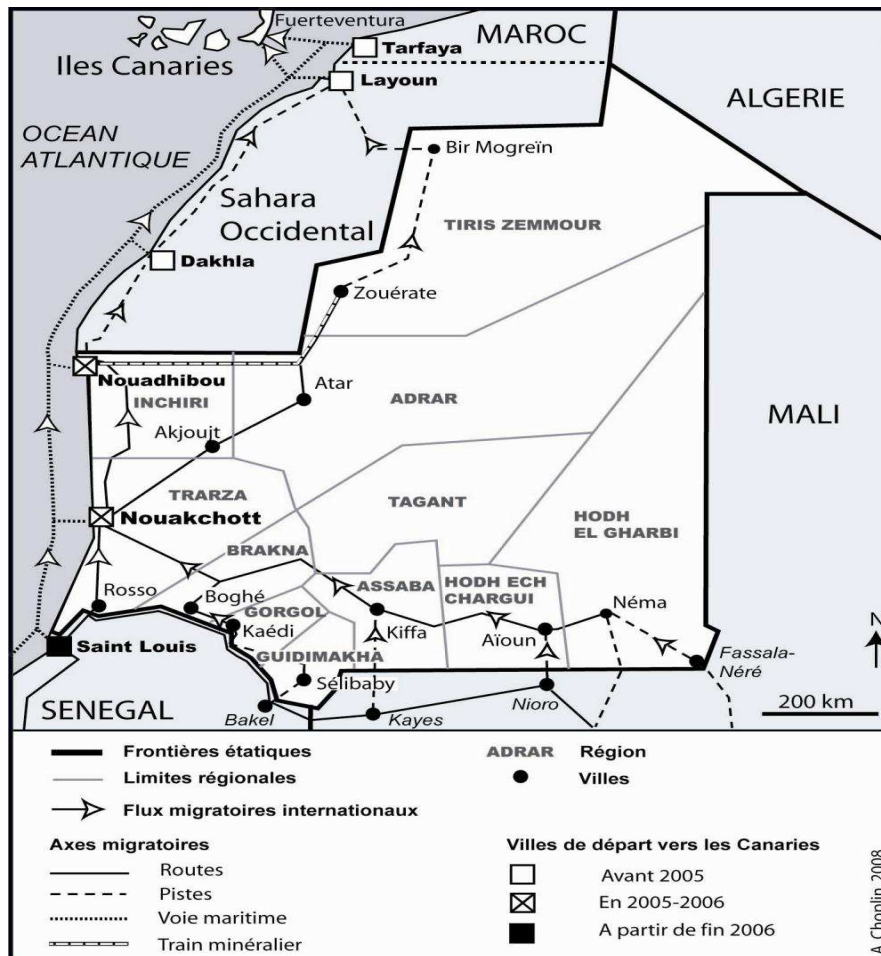 Fuerteventura
Tarfaya
MAROC
Iles Canaries
Layoun
ALGERIE
OCEAN
ATLANTIQUE
Bir Mogreïn
Sahara
Occidental
TIRIS ZEMMOUR
Dakhla
Zouérate
Nouadhibou
INCHIRI
Atar
ADRAR
MALI
Akjoujt
TRARZA
TAGANT
Nouakchott
HODH
EL GHARBI
BRAKNA
ASSABA
HODH ECH
CHARGUI
Rosso
Boghé
GORGOL
Kaédi
Kiffa
Aïoun
Néma
N
Saint Louis
GUIDIMAKHA
Fassala-
Néré
Sélibaby
SENEGAL
Bakel
Kayes
Nioro
200 km
Frontières étatiques
Limites régionales
Flux migratoires internationaux
ADRAR Région
Villes
Axes migratoires
Routes
Pistes
Voie maritime
Train minéralier
Villes de départ vers les Canaries
Avant 2005
En 2005-2006
A partir de fin 2006
A Choplin 2008